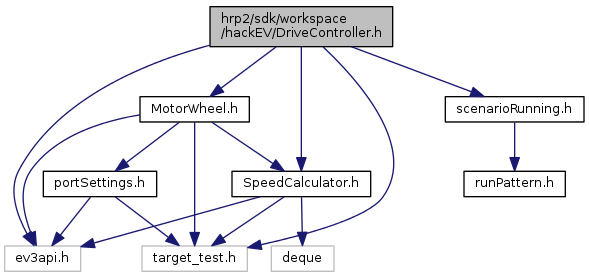 hrp2/sdk/workspace
/hackEV/DriveController.h
MotorWheel.h
scenarioRunning.h
portSettings.h
SpeedCalculator.h
runPattern.h
ev3api.h
target_test.h
deque